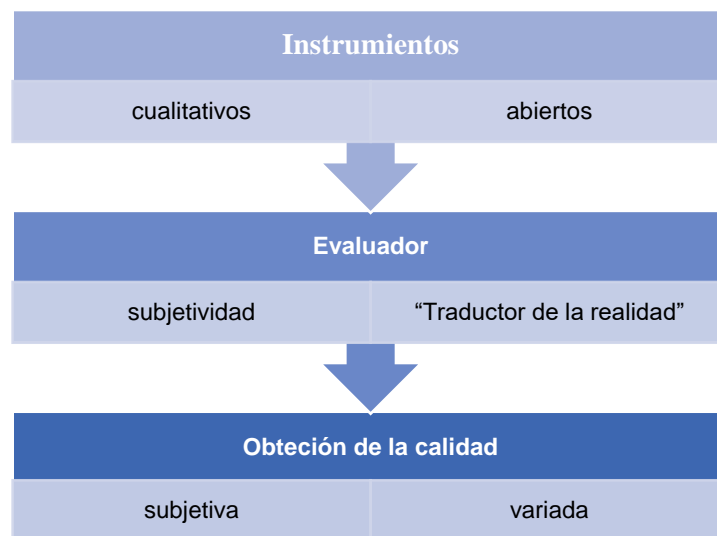 Instrumientos
cualitativos abiertos
Evaluador
subjetividad “Traductor de la realidad”
Obteción de la calidad
subjetiva variada